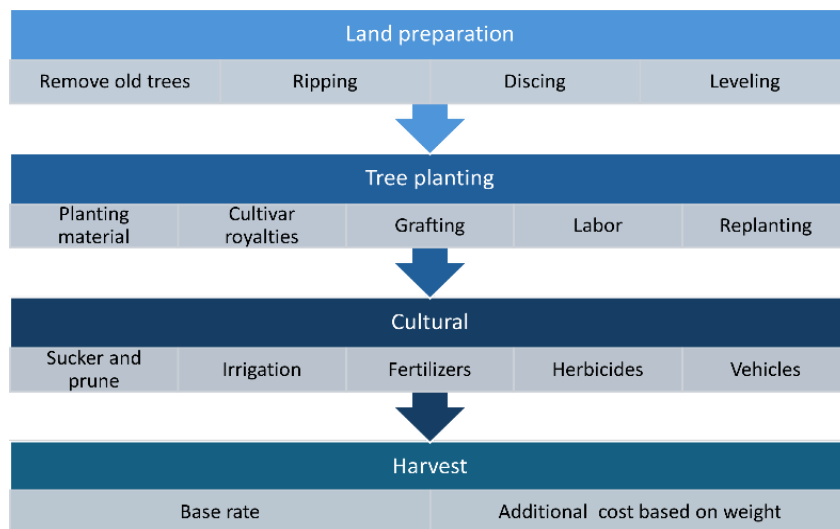 Land preparation
Remove old trees
Ripping
Discing
Leveling
Tree planting
Planting
material
Cultivar
royalties
Grafting
Labor
Replanting
Cultural
Sucker and
prune
Irrigation
Fertilizers
Herbicides
Vehicles
Harvest
Base rate
Additional cost based on weight